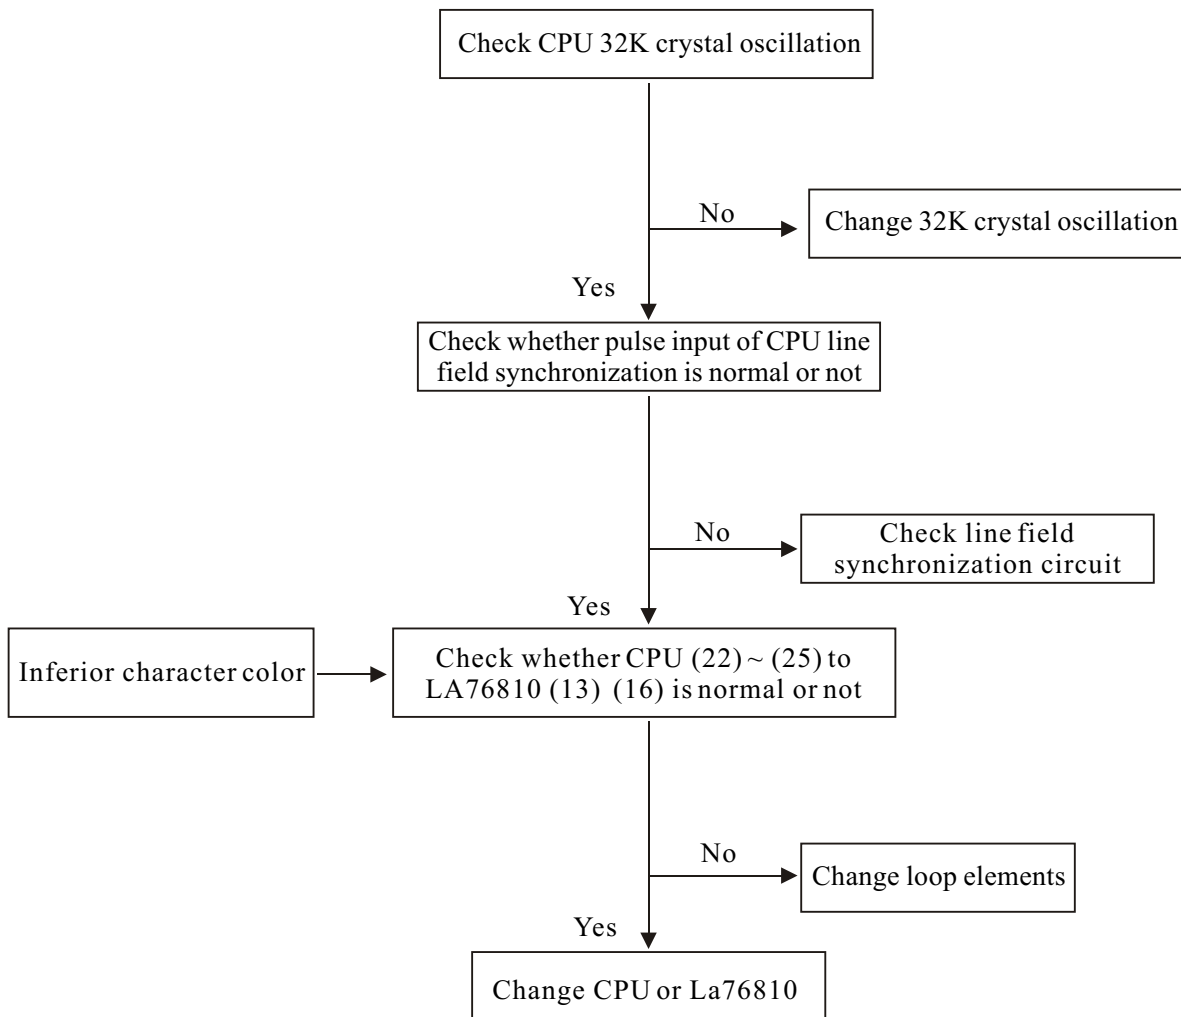 Check CPU 32K crystal oscillation
No
Change 32K crystal oscillation
Yes
Check whether pulse input of CPU line
field synchronization is normal or not
No
Check line field
synchronization circuit
Yes
Inferior character color
Check whether CPU (22) ~ (25) to
LA76810 (13) (16) is normal or not
No
Change loop elements
Yes
Change CPU or La76810